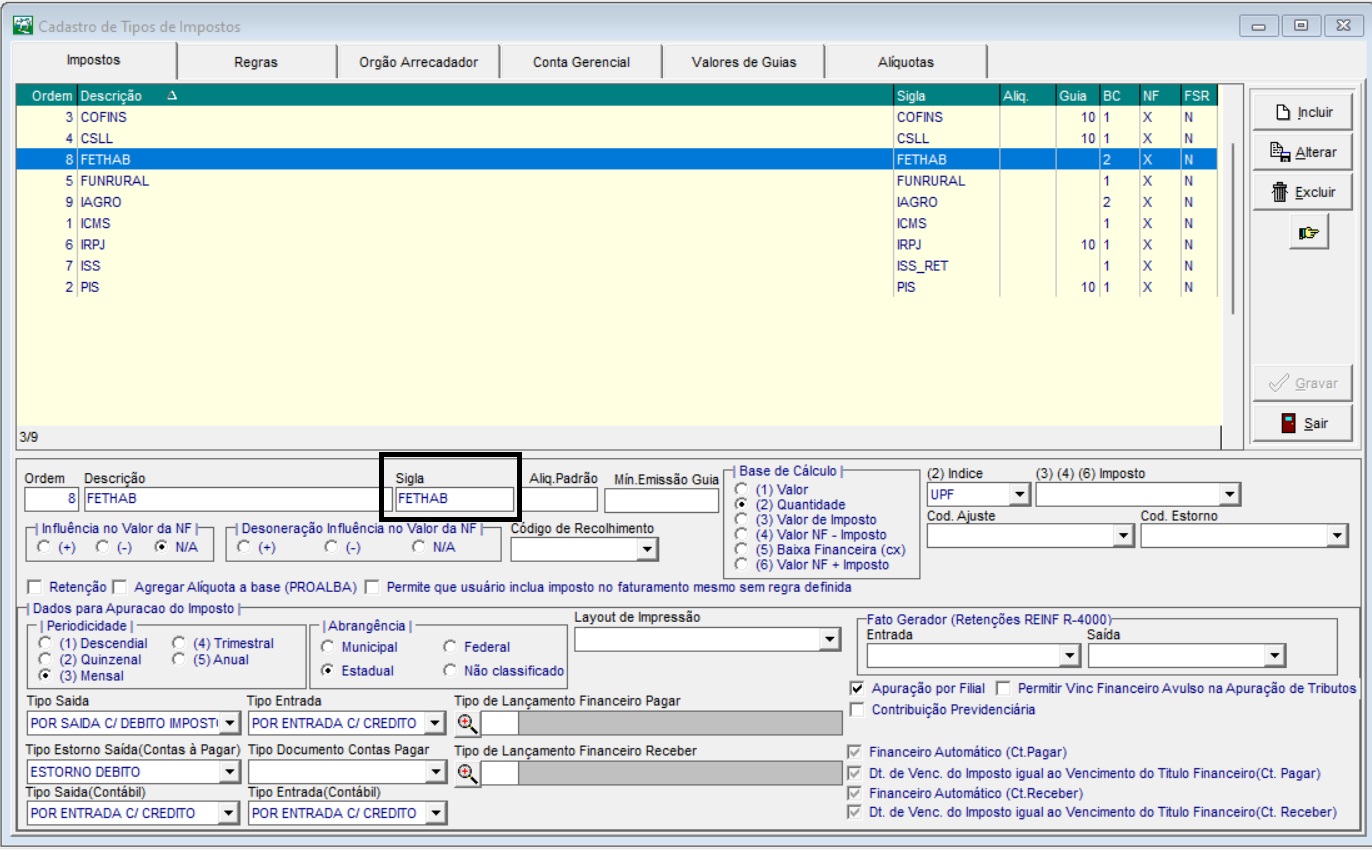 Cadastro de Tipos de Impostos
Impostos Regras Orgão Arrecadador Conta Gerencial Valores de Guias Alíquotas
Ordem Descrição Sigla Aliq. Guia BC NF FSR
3 COFINS COFINS 10 1 X N
4 CSLL CSLL 10 1 X N
8 FETHAB FETHAB 2 X N
5 FUNRURAL FUNRURAL 1 X N
9 IAGRO IAGRO 2 X N
1 ICMS ICMS 1 X N
6 IRPJ IRPJ 10 1 X N
7 ISS ISS_RET 1 X N
2 PIS PIS 10 1 X N
3/9
Incluir
Alterar
Excluir
Gravar
Sair
Ordem Descrição Sigla Aliq.Padrão Mín.Emissão Guia
8 FETHAB FETHAB
| Base de Cálculo |
(1) Valor
(2) Quantidade
(3) Valor de Imposto
(4) Valor NF - Imposto
(5) Baixa Financeira (cx)
(6) Valor NF + Imposto
(2) Indice (3) (4) (6) Imposto
UPF
Cod. Ajuste Cod. Estorno
| Influência no Valor da NF | | Desoneração Influência no Valor da NF | Código de Recolhimento
(+) (-) N/A (+) (-) N/A
Retenção Agregar Alíquota a base (PROALBA) Permite que usuário inclua imposto no faturamento mesmo sem regra definida
| Dados para Apuracao do Imposto |
| Periodicidade |
(1) Descendial (4) Trimestral
(2) Quinzenal (5) Anual
(3) Mensal
| Abrangência |
Municipal Federal
Estadual Não classificado
Layout de Impressão
Fato Gerador (Retenções REINF R-4000)
Entrada Saída
Apuração por Filial Permitir Vinc Financeiro Avulso na Apuração de Tributos
Contribuição Previdenciária
Tipo Saida Tipo Entrada Tipo de Lançamento Financeiro Pagar
POR SAIDA C/ DEBITO IMPOST POR ENTRADA C/ CREDITO
Tipo Estorno Saída(Contas à Pagar) Tipo Documento Contas Pagar Tipo de Lançamento Financeiro Receber
ESTORNO DEBITO
Tipo Saida(Contábil) Tipo Entrada(Contábil)
POR ENTRADA C/ CREDITO POR ENTRADA C/ CREDITO
Financeiro Automático (Ct.Pagar)
Dt. de Venc. do Imposto igual ao Vencimento do Titulo Financeiro(Ct. Pagar)
Financeiro Automático (Ct.Receber)
Dt. de Venc. do Imposto igual ao Vencimento do Titulo Financeiro(Ct. Receber)